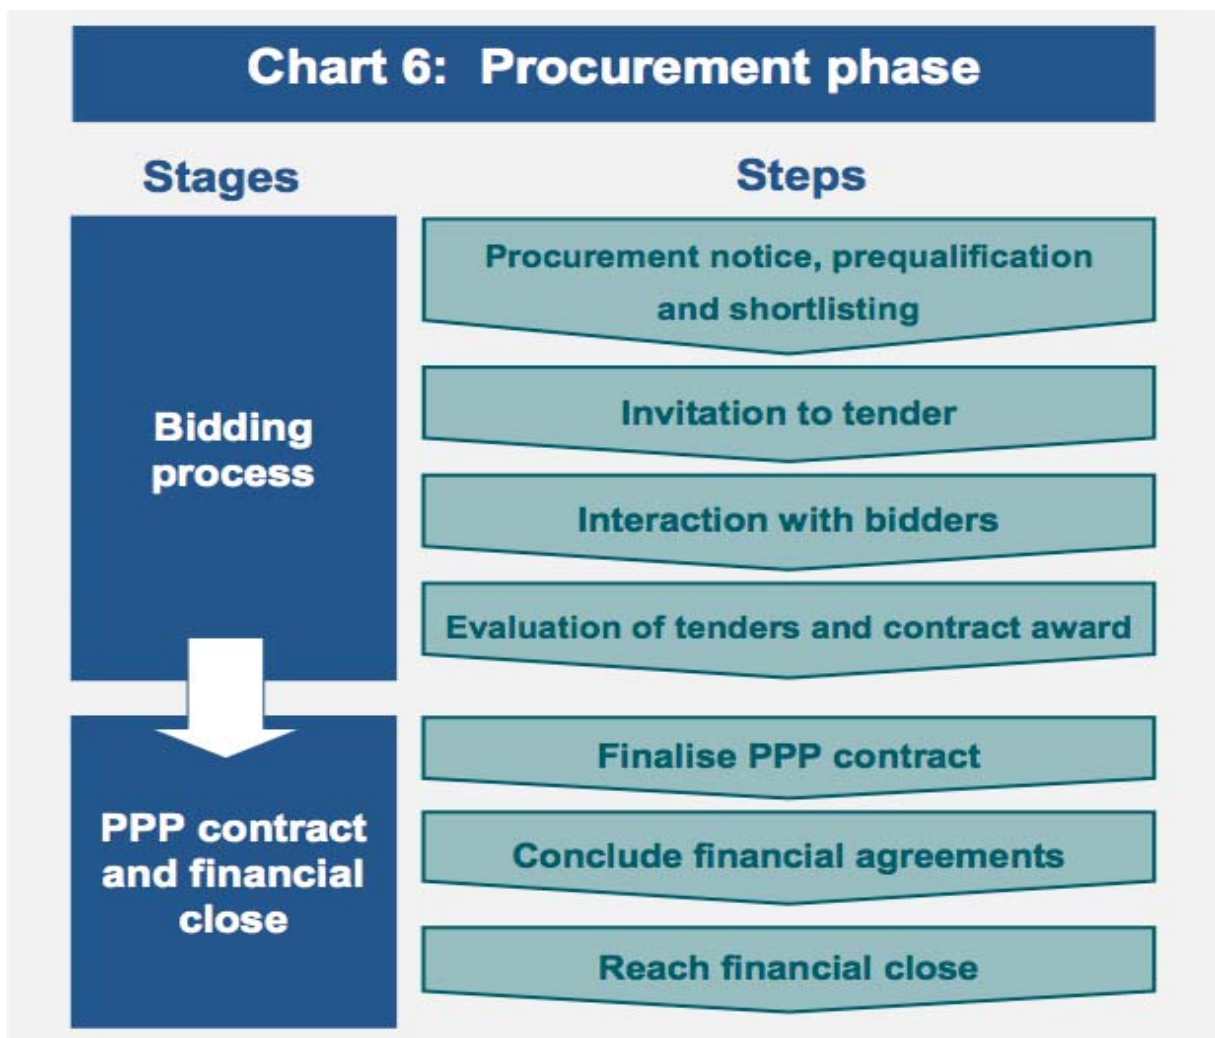 Chart 6: Procurement phase
Stages
Steps
Bidding
process
Procurement notice, prequalification
and shortlisting
Invitation to tender
Interaction with bidders
Evaluation of tenders and contract award
PPP contract
and financial
close
Finalise PPP contract
Conclude financial agreements
Reach financial close